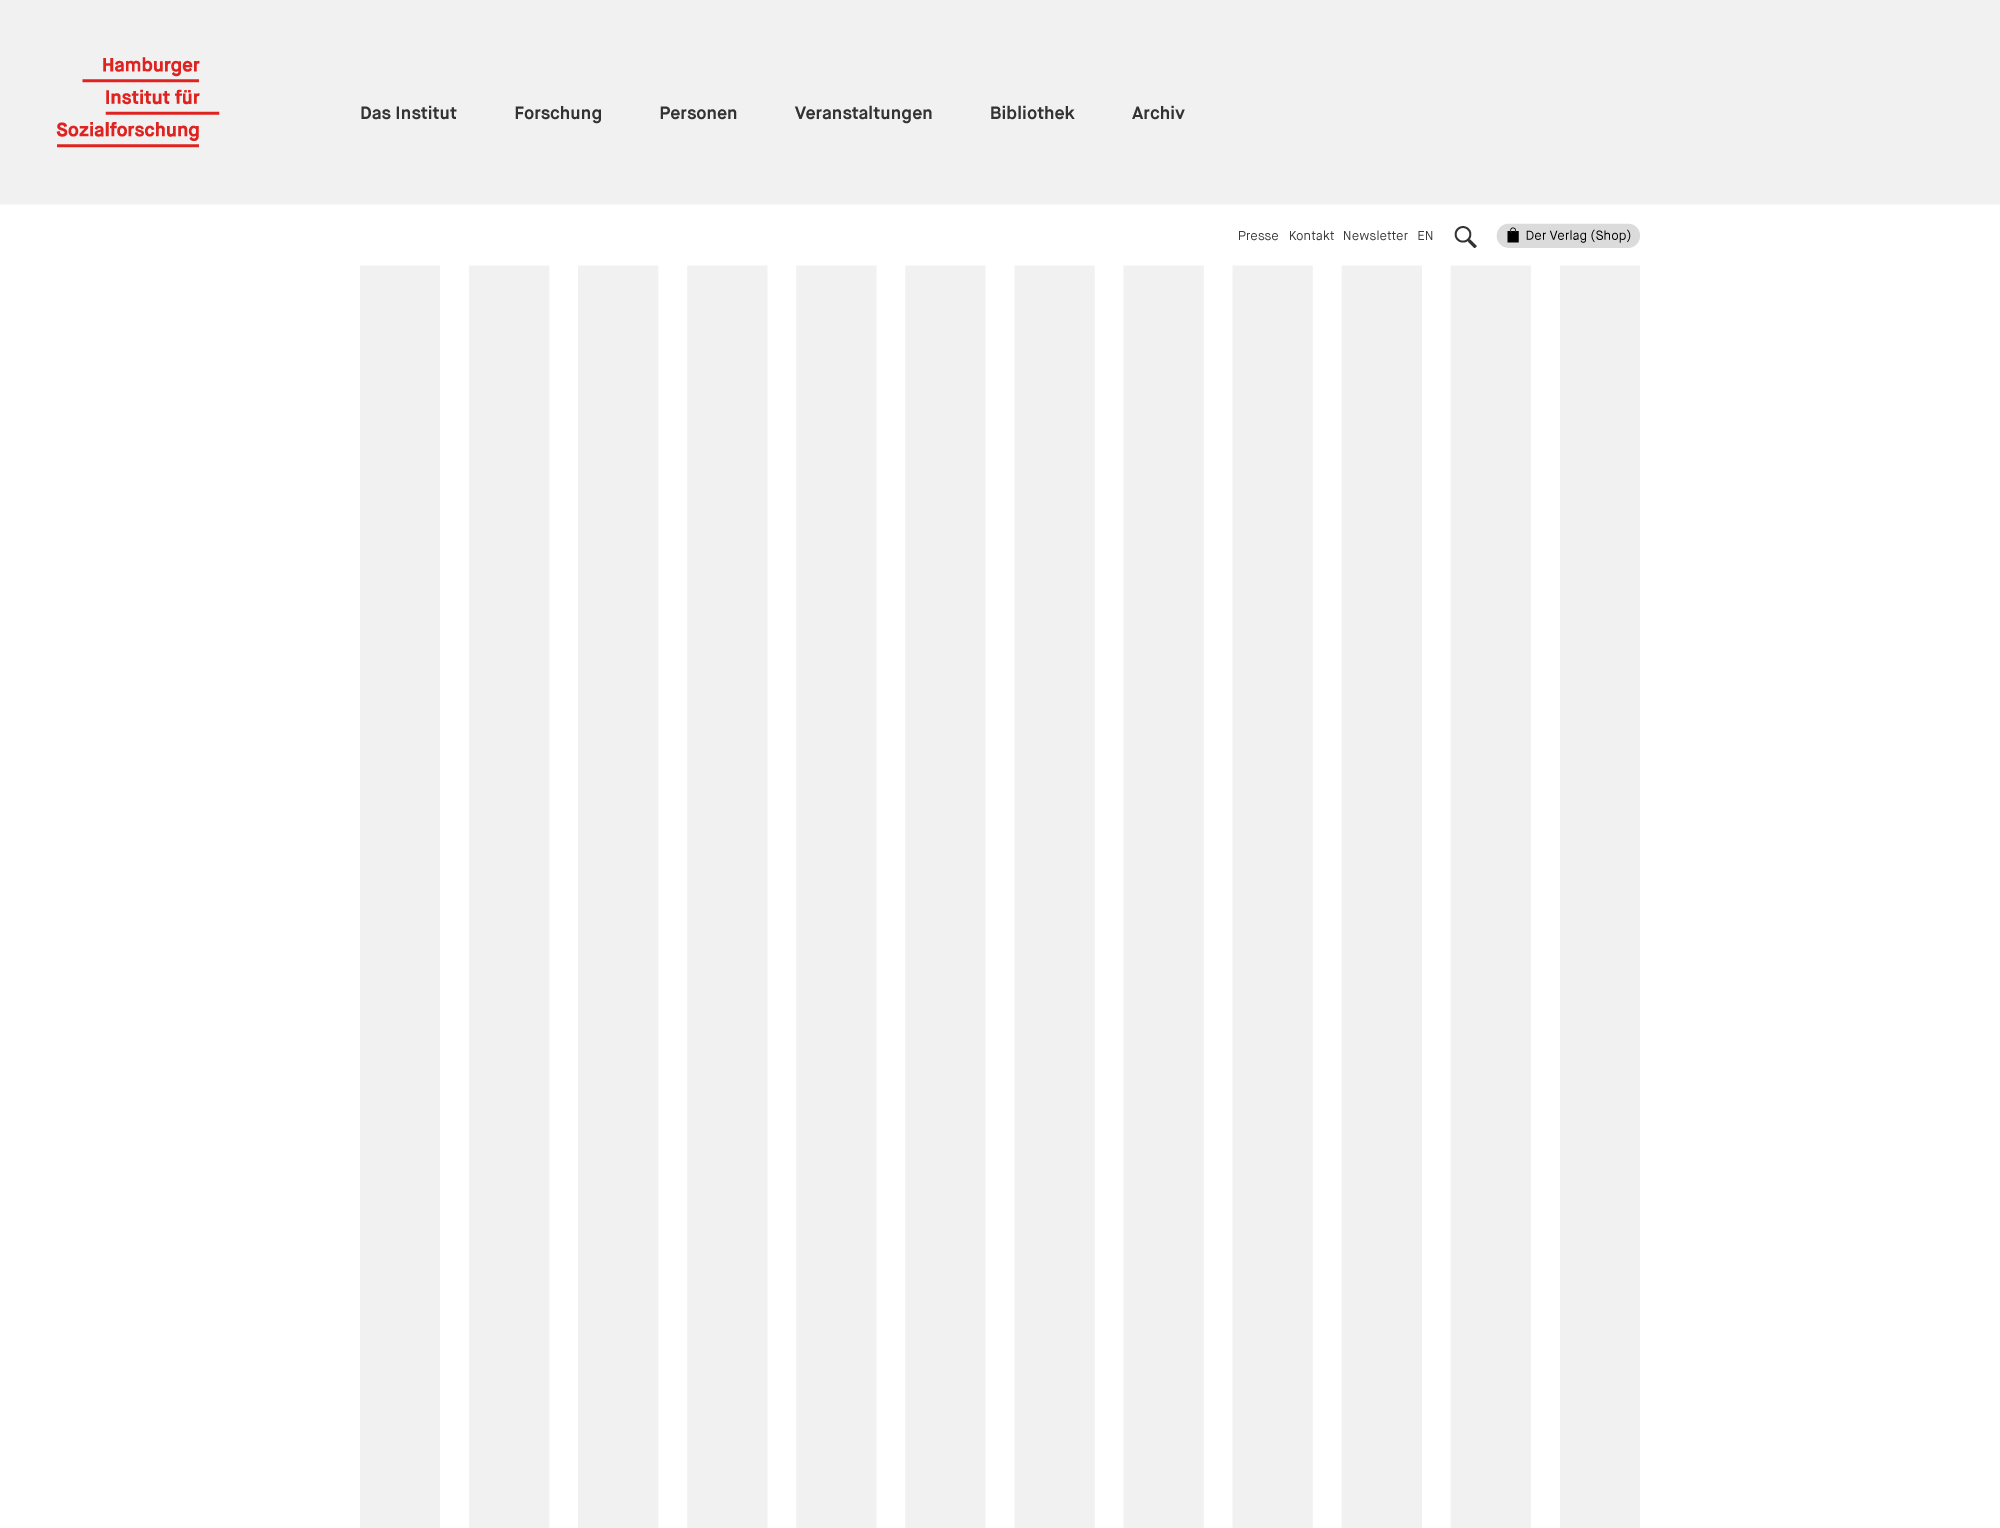 Hamburger
Institut für
Sozialforschung
Das Institut Forschung Personen Veranstaltungen Bibliothek Archiv
Presse Kontakt Newsletter EN Der Verlag (Shop)